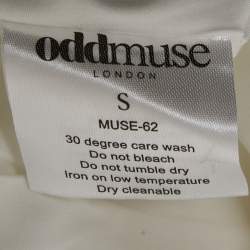 oddmuse
LONDON
S
MUSE-62
30 degree care wash
Do not bleach
Do not tumble dry
Iron on low temperature
Dry cleanable